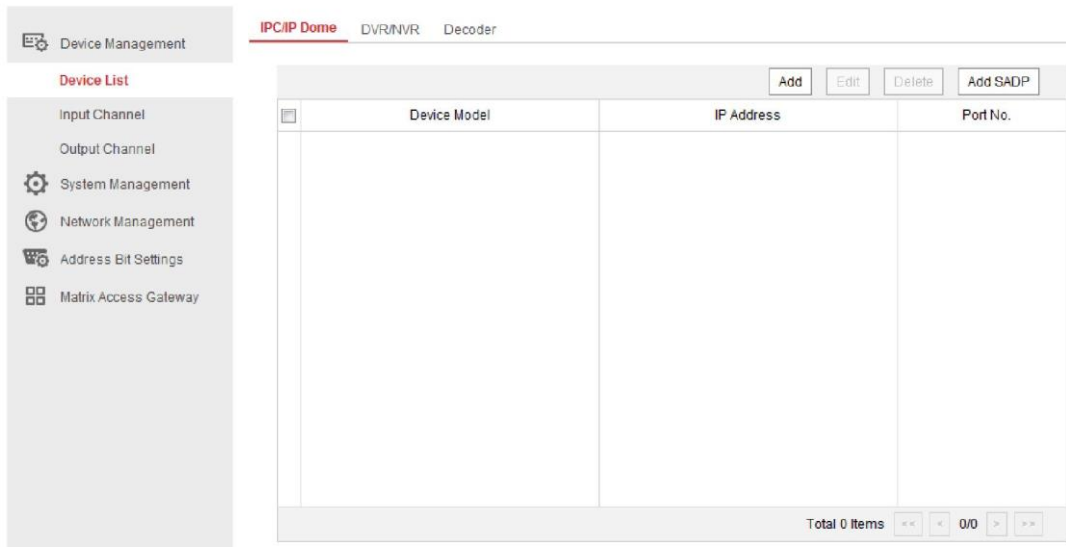 Device Management
Device List
Input Channel
Output Channel
System Management
Network Management
Address Bit Settings
Matrix Access Gateway
IPC/IP Dome DVR/NVR Decoder
Add Edit Delete Add SADP
Device Model IP Address Port No.
Total 0 Items << < 0/0 > >>